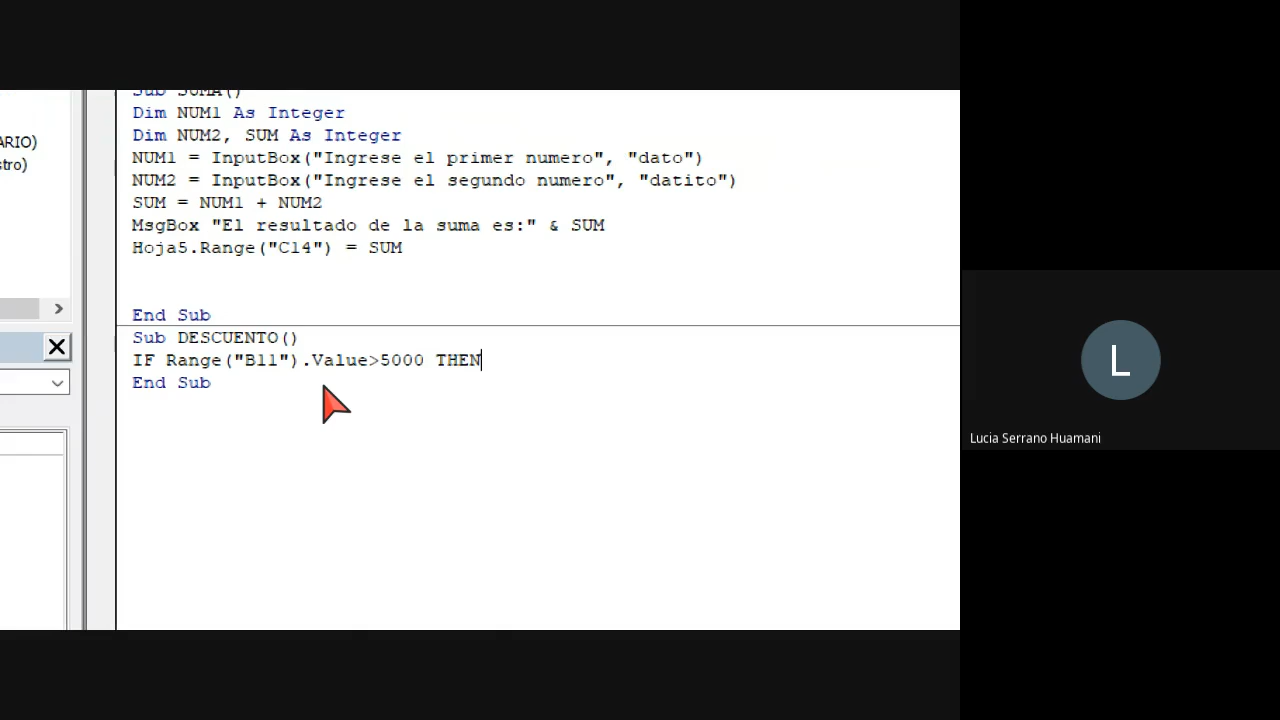 Sub SUMA()
Dim NUM1 As Integer
Dim NUM2, SUM As Integer
ARIO)
NUM1 = InputBox("Ingrese el primer numero", "dato")
stro)
NUM2 = InputBox("Ingrese el segundo numero", "datito")
SUM = NUM1 + NUM2
MsgBox "El resultado de la suma es:" & SUM
Hoja5.Range("C14") = SUM
End Sub
Sub DESCUENTO()
IF Range("B11").Value>5000 THEN
End Sub
L
Lucia Serrano Huamani